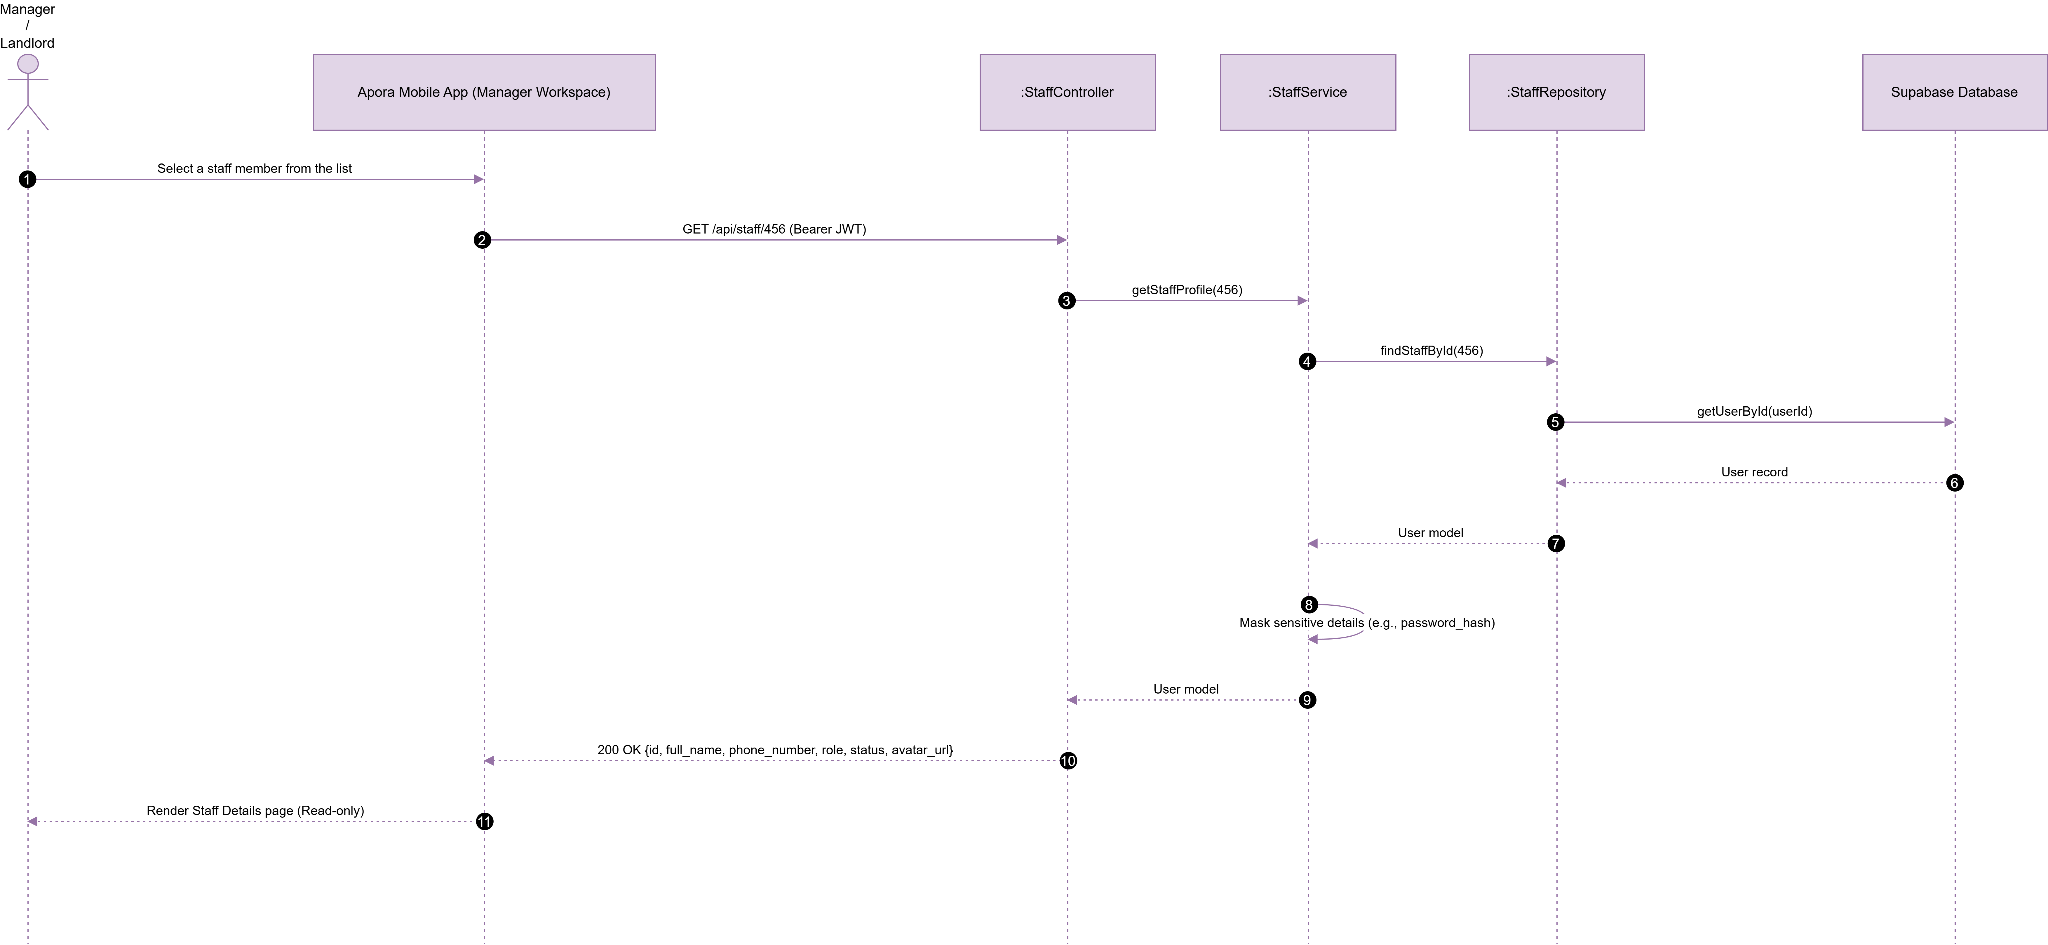 Manager
/
Landlord
Apora Mobile App (Manager Workspace)
:StaffController
:StaffService
:StaffRepository
Supabase Database
1
Select a staff member from the list
2
GET /api/staff/456 (Bearer JWT)
3
getStaffProfile(456)
4
findStaffById(456)
5
getUserById(userId)
User record
6
User model
7
8
Mask sensitive details (e.g., password_hash)
User model
9
200 OK {id, full_name, phone_number, role, status, avatar_url}
10
Render Staff Details page (Read-only)
11